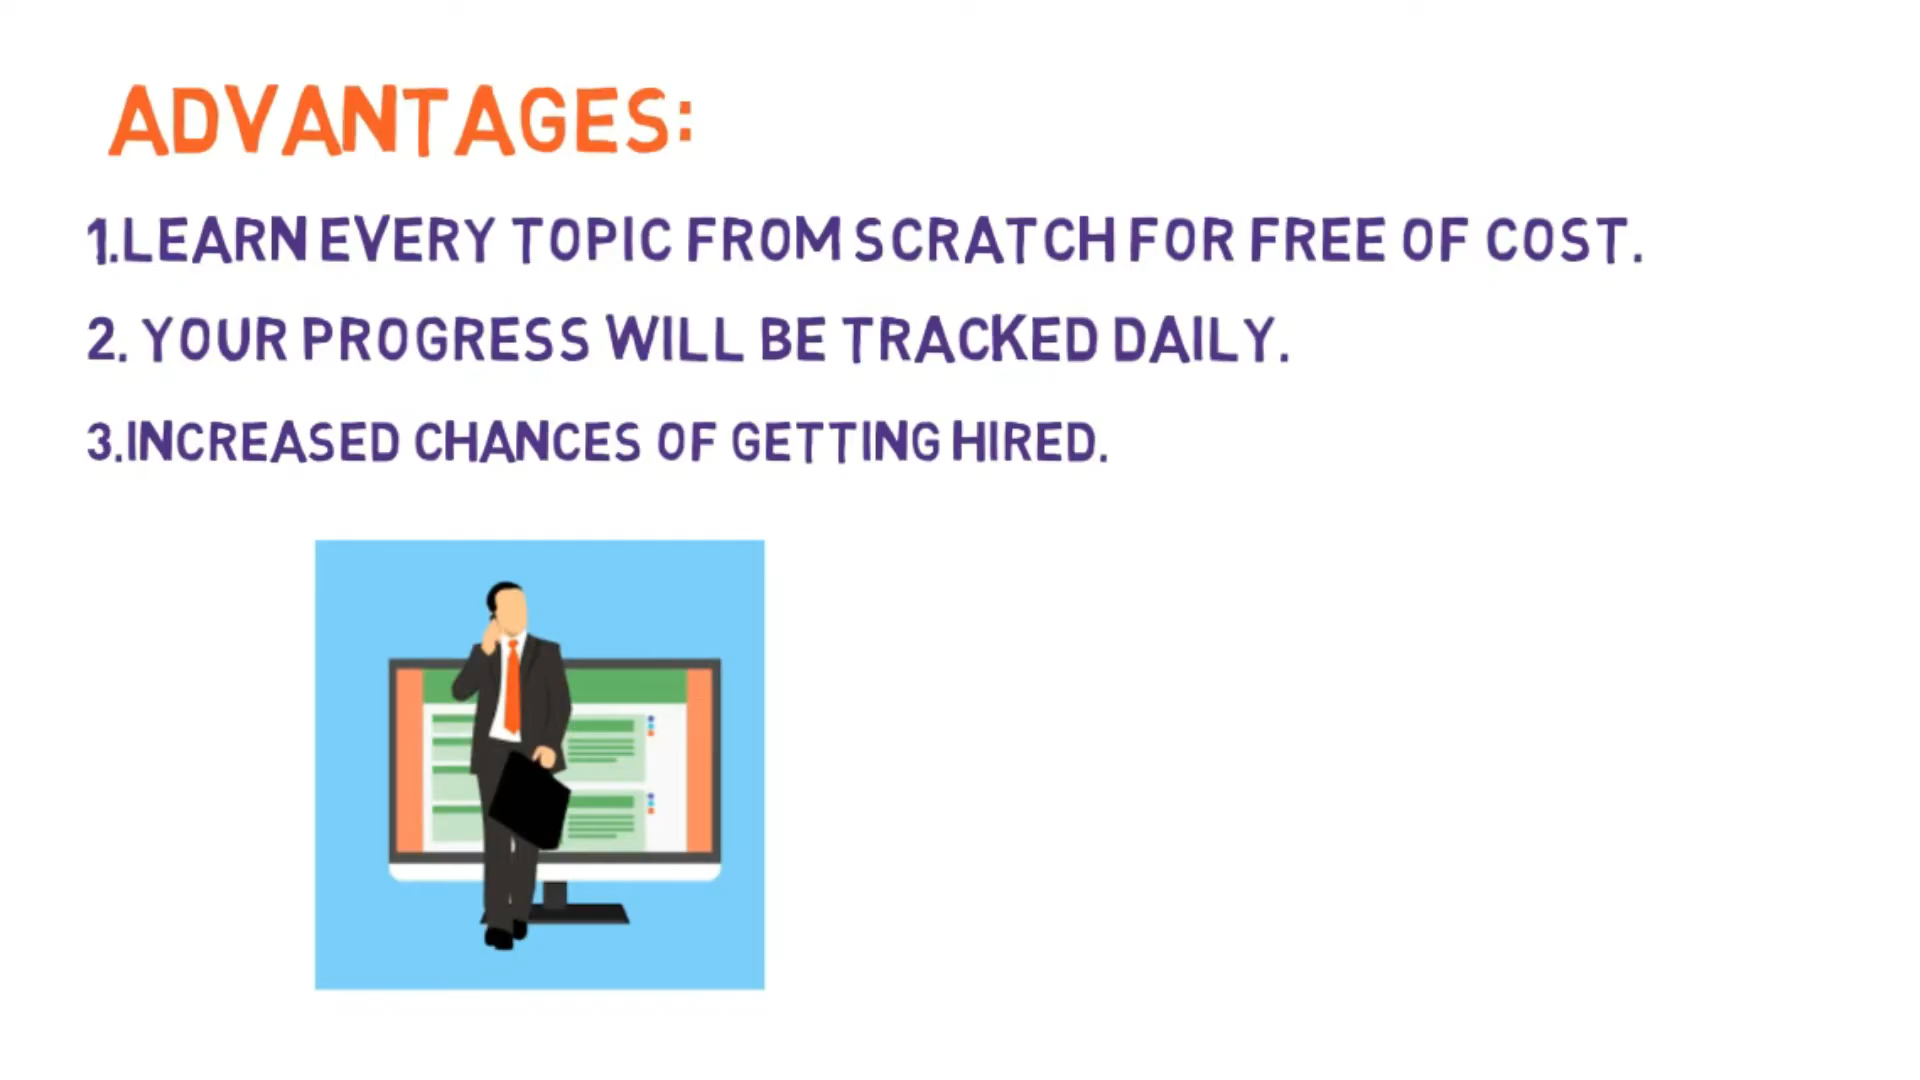 ADVANTAGES:
1.LEARN EVERY TOPIC FROM SCRATCH FOR FREE OF COST.
2. YOUR PROGRESS WILL BE TRACKED DAILY.
3.INCREASED CHANCES OF GETTING HIRED.